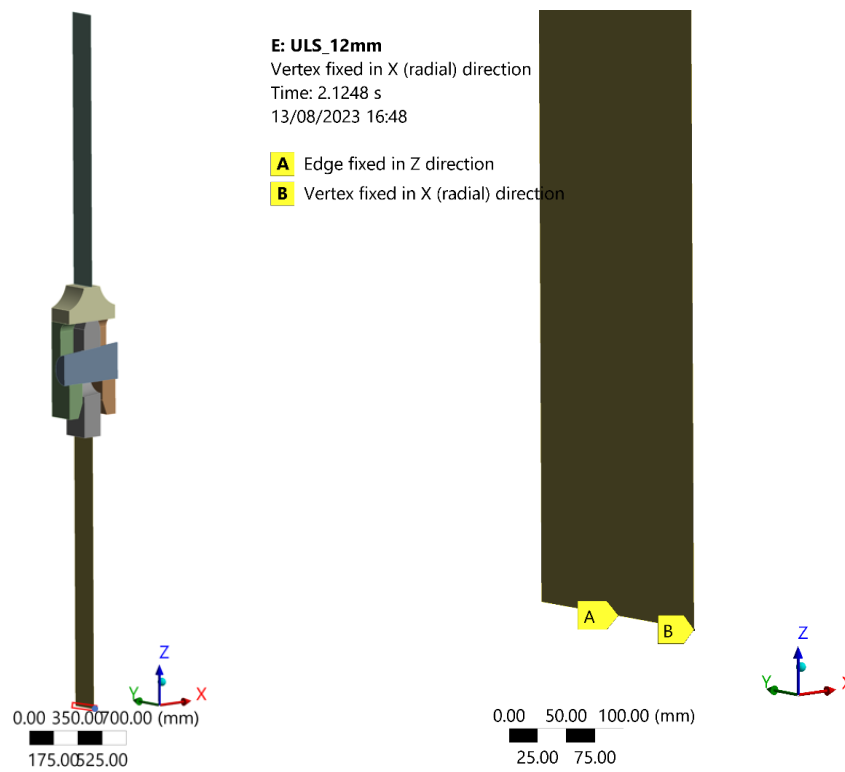 E: ULS_12mm
Vertex fixed in X (radial) direction
Time: 2.1248 s
13/08/2023 16:48
A Edge fixed in Z direction
B Vertex fixed in X (radial) direction
A
B
Z
Y
X
0.00 350.00 700.00 (mm)
175.00 525.00
Z
Y
X
0.00 50.00 100.00 (mm)
25.00 75.00